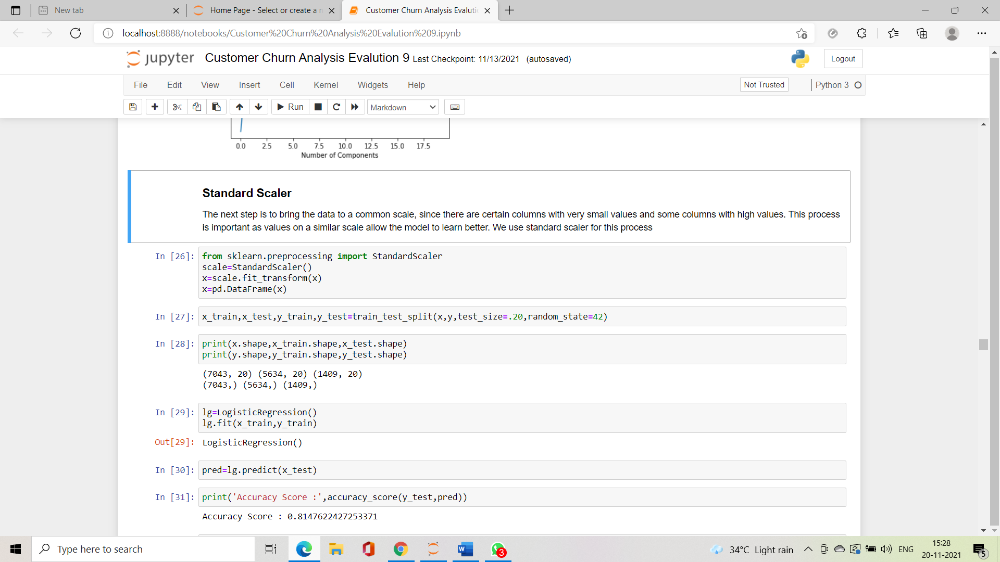 New tab
Home Page - Select or create a n
Customer Churn Analysis Evalutio
localhost:8888/notebooks/Customer%20Churn%20Analysis%20Evalution%209.ipynb
jupyter Customer Churn Analysis Evalution 9 Last Checkpoint: 11/13/2021 (autosaved)
Logout
File Edit View Insert Cell Kernel Widgets Help
Not Trusted
Python 3
Run
Markdown
0.0 2.5 5.0 7.5 10.0 12.5 15.0 17.5
Number of Components
Standard Scaler
The next step is to bring the data to a common scale, since there are certain columns with very small values and some columns with high values. This process
is important as values on a similar scale allow the model to learn better. We use standard scaler for this process
In [26]: from sklearn.preprocessing import StandardScaler
scale=StandardScaler()
x=scale.fit_transform(x)
x=pd.DataFrame(x)
In [27]: x_train,x_test,y_train,y_test=train_test_split(x,y,test_size=.20,random_state=42)
In [28]: print(x.shape,x_train.shape,x_test.shape)
print(y.shape,y_train.shape,y_test.shape)
(7043, 20) (5634, 20) (1409, 20)
(7043,) (5634,) (1409,)
In [29]: lg=LogisticRegression()
lg.fit(x_train,y_train)
Out[29]: LogisticRegression()
In [30]: pred=lg.predict(x_test)
In [31]: print('Accuracy Score :',accuracy_score(y_test,pred))
Accuracy Score : 0.8147622427253371
Type here to search
W
3
34°C Light rain
ENG
15:28
20-11-2021
5